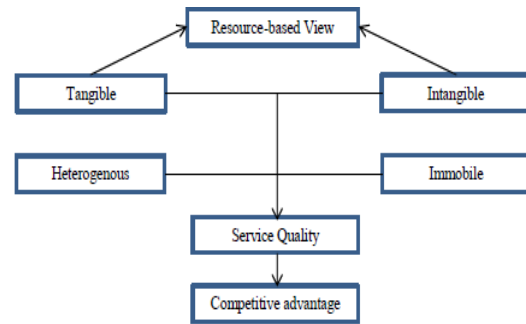 Resource-based View
Tangible
Intangible
Heterogenous
Immobile
Service Quality
Competitive advantage